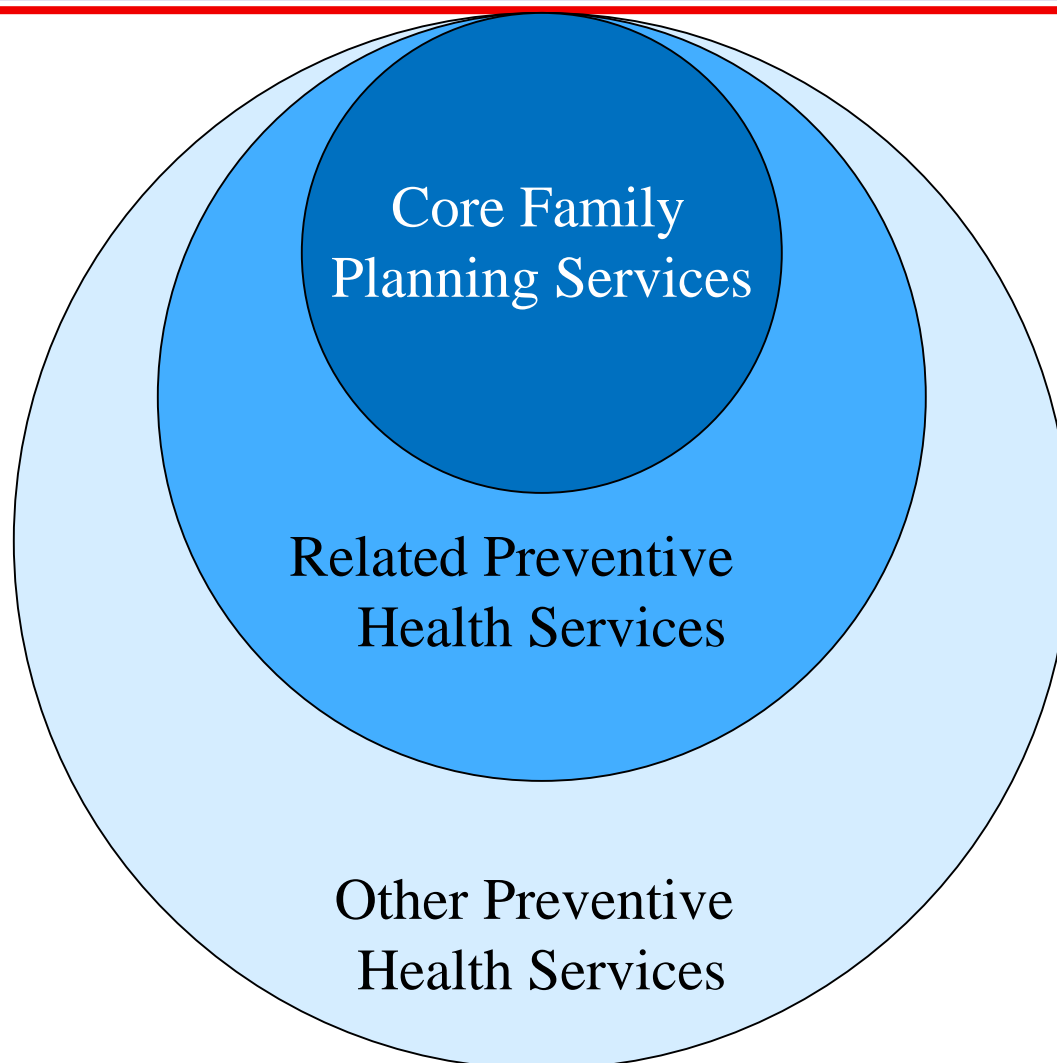 Core Family
Planning Services
Related Preventive
Health Services
Other Preventive
Health Services